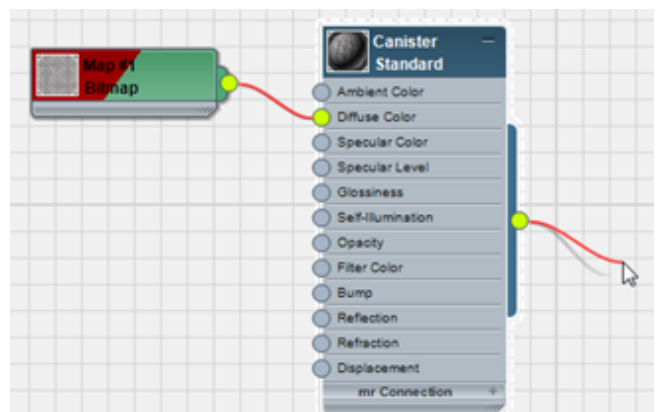 Map #1
Bitmap
Canister
Standard
Ambient Color
Diffuse Color
Specular Color
Specular Level
Glossiness
Self-Illumination
Opacity
Filter Color
Bump
Reflection
Refraction
Displacement
mr Connection